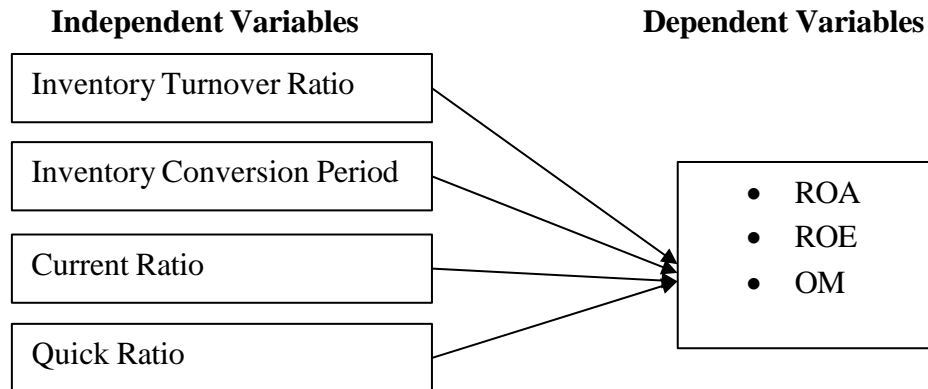 Independent Variables
Dependent Variables
Inventory Turnover Ratio
Inventory Conversion Period
Current Ratio
Quick Ratio
• ROA
• ROE
• OM